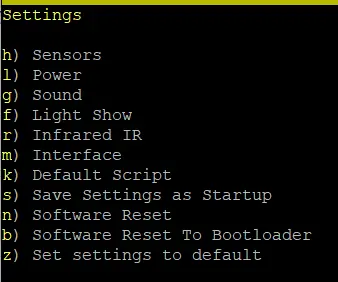 Settings
h) Sensors
l) Power
g) Sound
f) Light Show
r) Infrared IR
m) Interface
k) Default Script
s) Save Settings as Startup
n) Software Reset
b) Software Reset To Bootloader
z) Set settings to default